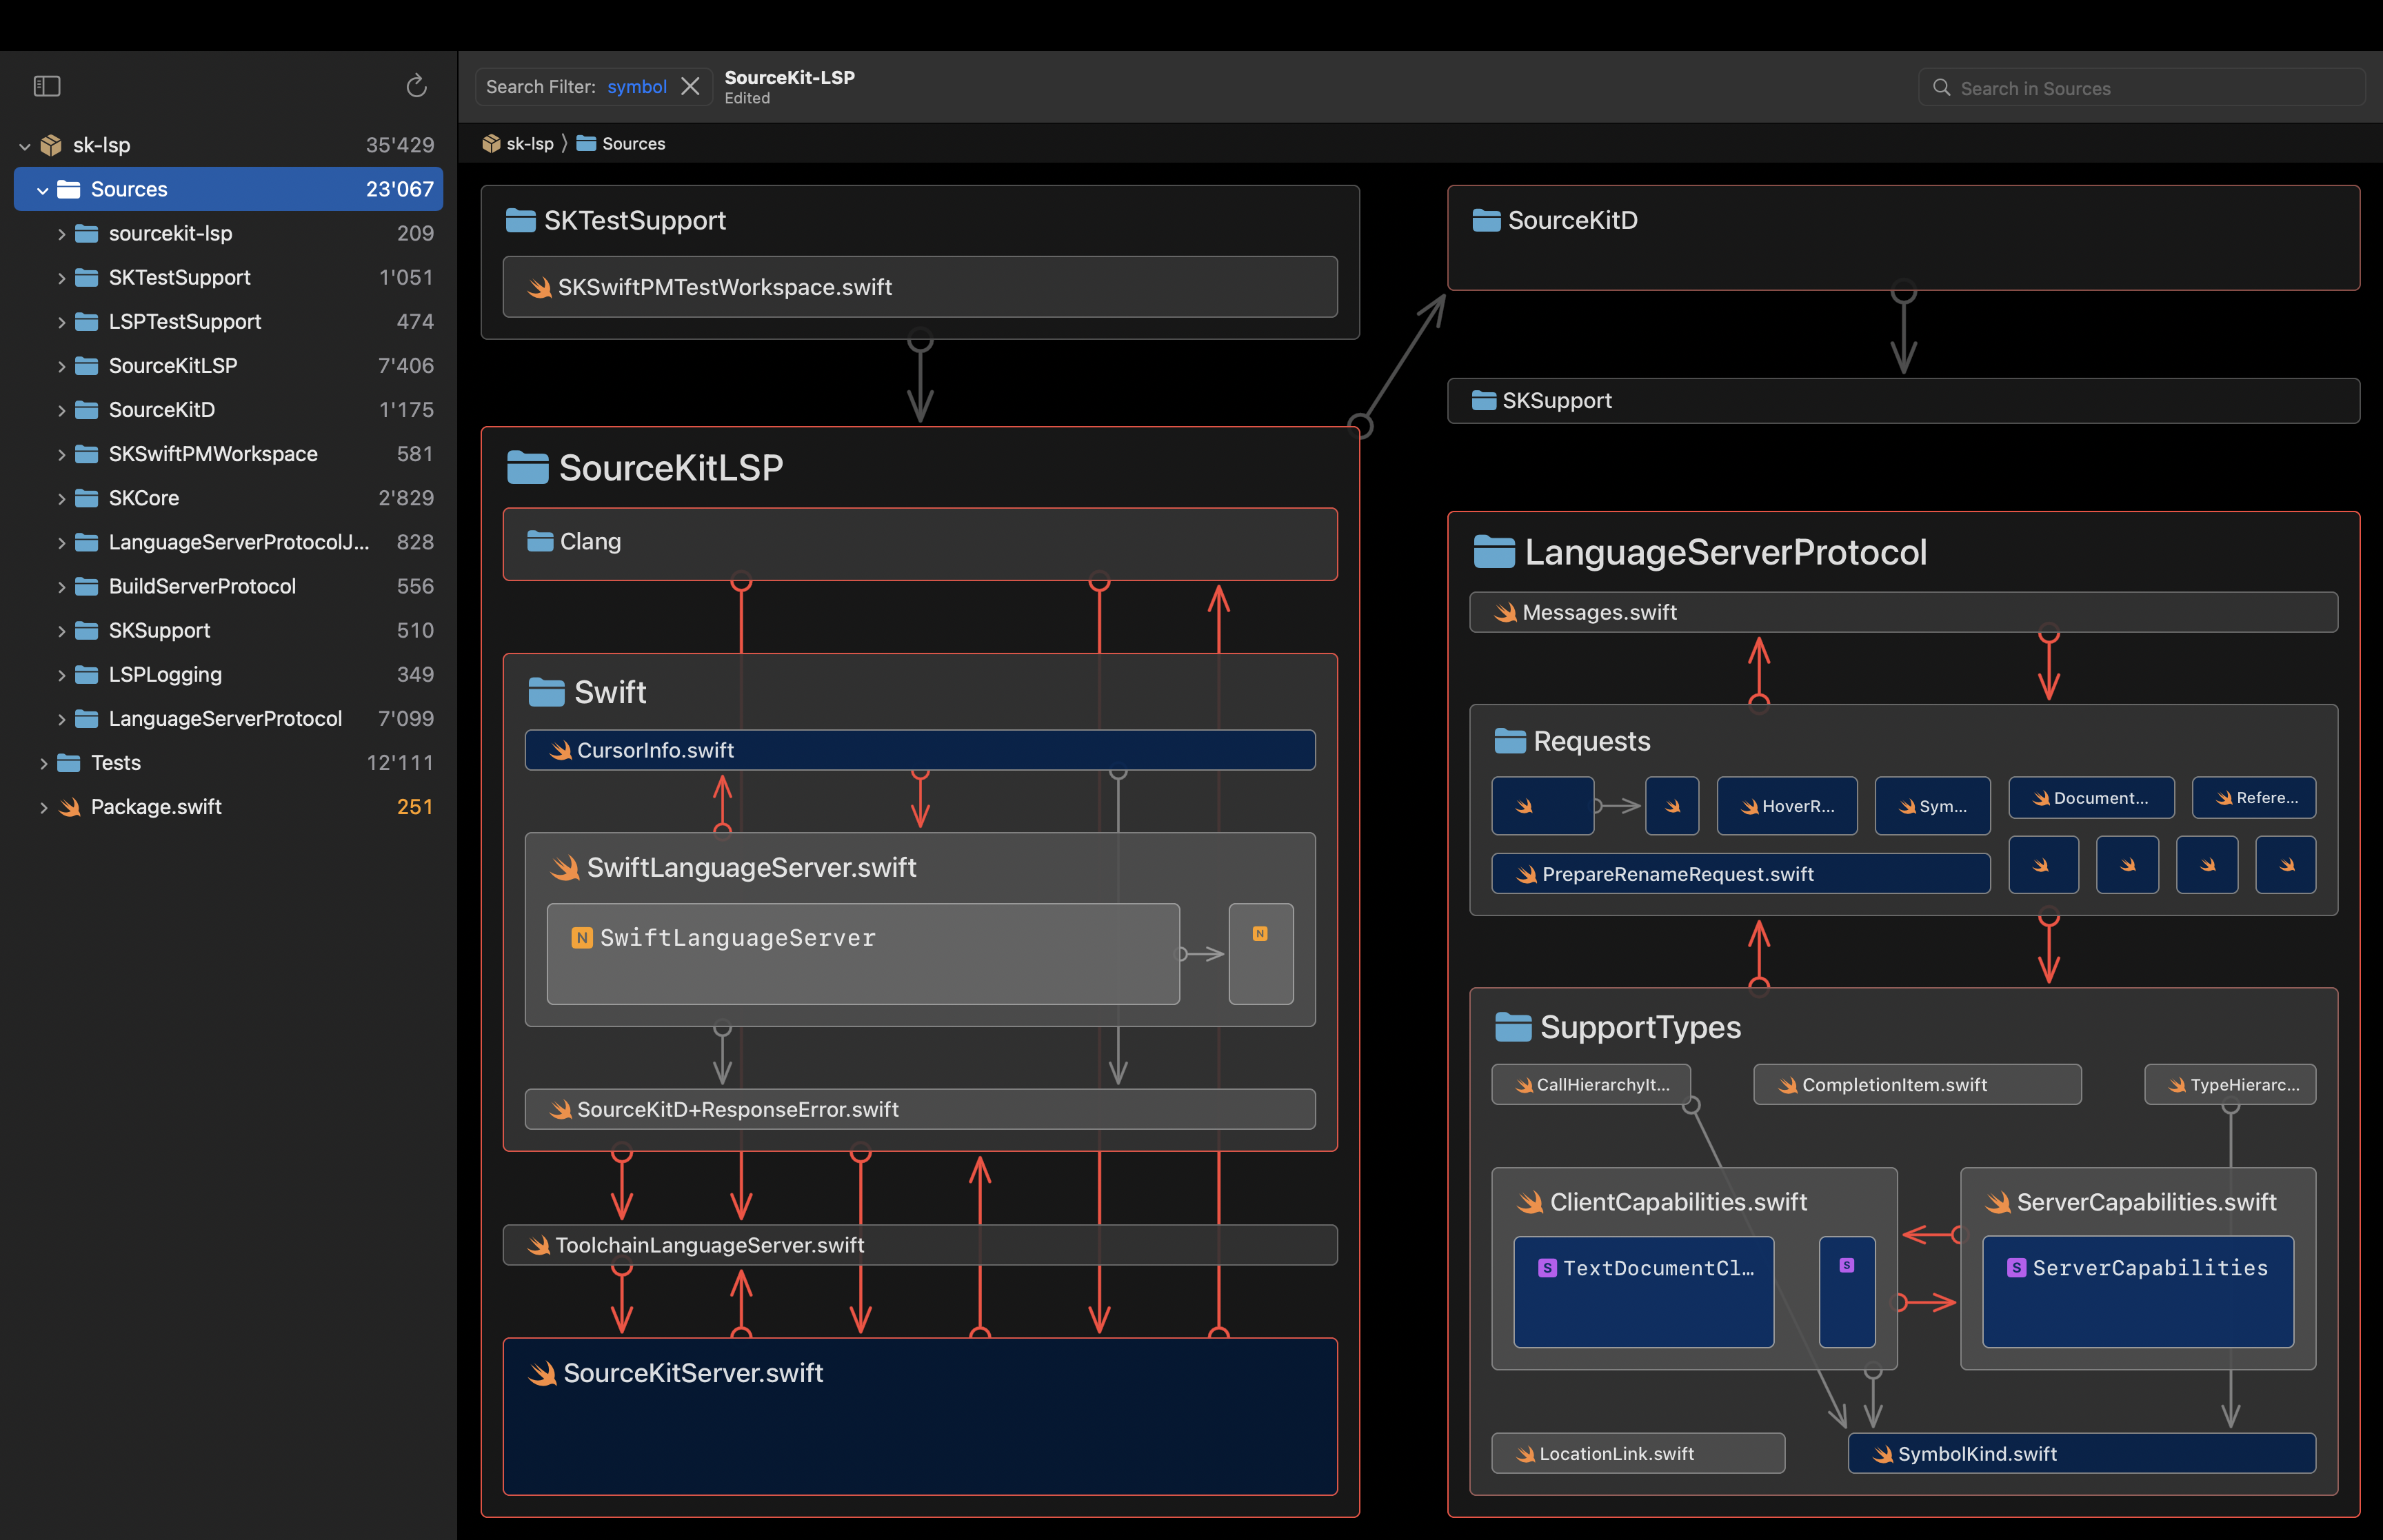 Search Filter: symbol
SourceKit-LSP
Edited
Search in Sources
sk-lsp 35'429
Sources 23'067
sourcekit-lsp 209
SKTestSupport 1'051
LSPTestSupport 474
SourceKitLSP 7'406
SourceKitD 1'175
SKSwiftPMWorkspace 581
SKCore 2'829
LanguageServerProtocolJ... 828
BuildServerProtocol 556
SKSupport 510
LSPLogging 349
LanguageServerProtocol 7'099
Tests 12'111
Package.swift 251
sk-lsp 〉 Sources
SKTestSupport
SKSwiftPMTestWorkspace.swift
SourceKitLSP
Clang
Swift
CursorInfo.swift
SwiftLanguageServer.swift
N SwiftLanguageServer
N
SourceKitD+ResponseError.swift
ToolchainLanguageServer.swift
SourceKitServer.swift
SourceKitD
SKSupport
LanguageServerProtocol
Messages.swift
Requests
HoverR...
Sym...
Document...
Refere...
PrepareRenameRequest.swift
SupportTypes
CallHierarchyIt...
CompletionItem.swift
TypeHierarc...
ClientCapabilities.swift
S TextDocumentCl...
S
ServerCapabilities.swift
S ServerCapabilities
LocationLink.swift
SymbolKind.swift